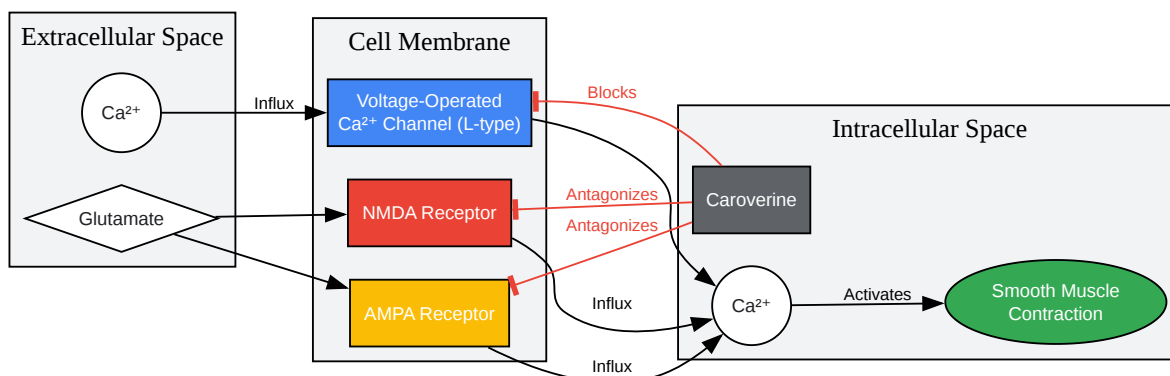 Extracellular Space
Ca²⁺
Glutamate
Influx
Cell Membrane
Voltage-Operated
Ca²⁺ Channel (L-type)
NMDA Receptor
AMPA Receptor
Blocks
Antagonizes
Antagonizes
Influx
Influx
Intracellular Space
Caroverine
Ca²⁺
Activates
Smooth Muscle
Contraction